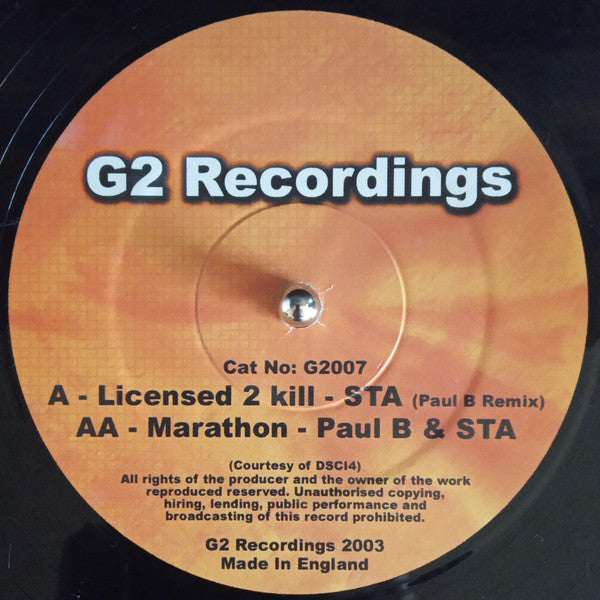 G2 Recordings
Cat No: G2007
A - Licensed 2 kill - STA (Paul B Remix)
AA - Marathon - Paul B & STA
(Courtesy of DSCI4)
All rights of the producer and the owner of the work
reproduced reserved. Unauthorised copying,
hiring, lending, public performance and
broadcasting of this record prohibited.
G2 Recordings 2003
Made In England